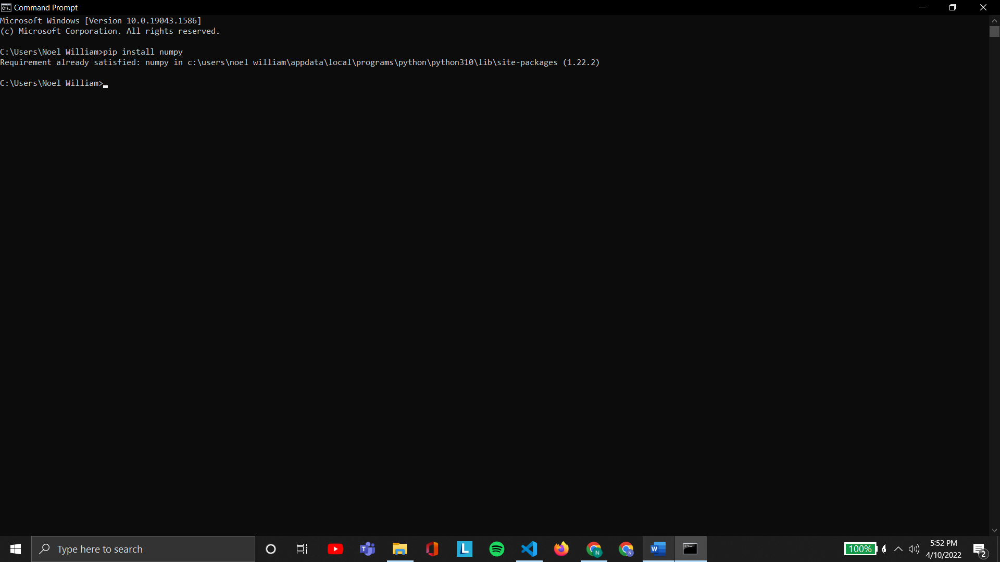 Command Prompt
Microsoft Windows [Version 10.0.19043.1586]
(c) Microsoft Corporation. All rights reserved.
C:\Users\Noel William>pip install numpy
Requirement already satisfied: numpy in c:\users\noel william\appdata\local\programs\python\python310\lib\site-packages (1.22.2)
C:\Users\Noel William>
Type here to search
100%
5:52 PM
4/10/2022
2